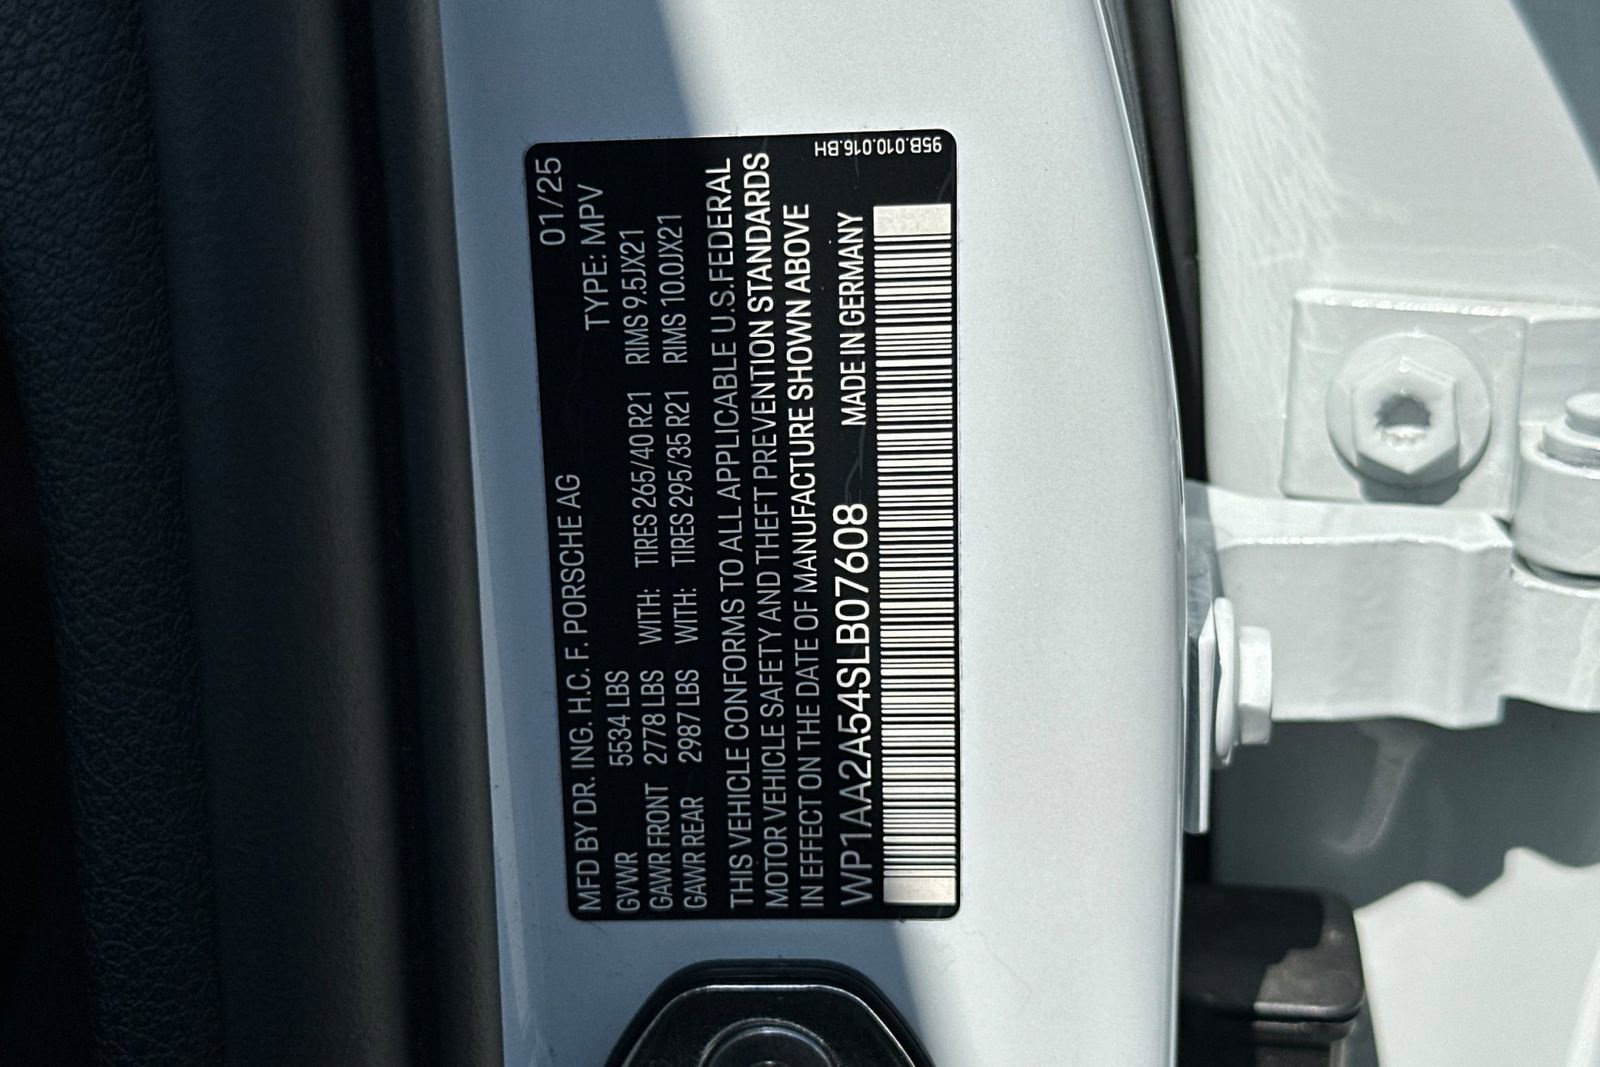 MFD BY DR. ING. H.C. F. PORSCHE AG 01/25
GVWR 5534 LBS TYPE: MPV
GAWR FRONT 2778 LBS WITH: TIRES 265/40 R21 RIMS 9.5JX21
GAWR REAR 2987 LBS WITH: TIRES 295/35 R21 RIMS 10.0JX21
THIS VEHICLE CONFORMS TO ALL APPLICABLE U.S.FEDERAL
MOTOR VEHICLE SAFETY AND THEFT PREVENTION STANDARDS
IN EFFECT ON THE DATE OF MANUFACTURE SHOWN ABOVE
WP1AA2A54SLB07608 MADE IN GERMANY
95B.010.016.BH